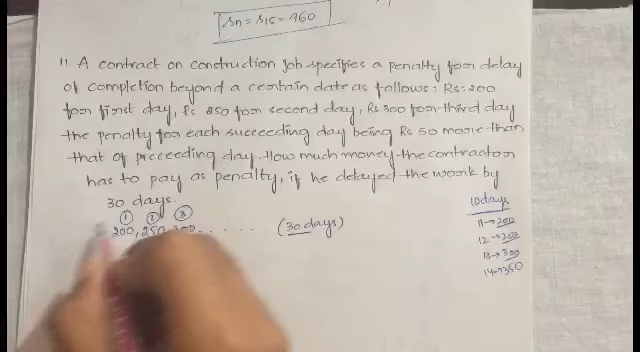 Sn = S15 = 960
11 A contract on construction job specifies a penalty for delay
of completion beyond a certain date as follows: Rs: 200
for first day, Rs 250 for second day, Rs 300 for third day
the penalty for each succeeding day being Rs 50 more than
that of preceeding day. How much money the contractor
has to pay as penalty, if he delayed the work by
30 days.
① ② ③
200, 250, 300 . . . . . . (30 days)
10 days
11 → 200
12 → 250
13 → 300
14 → 350